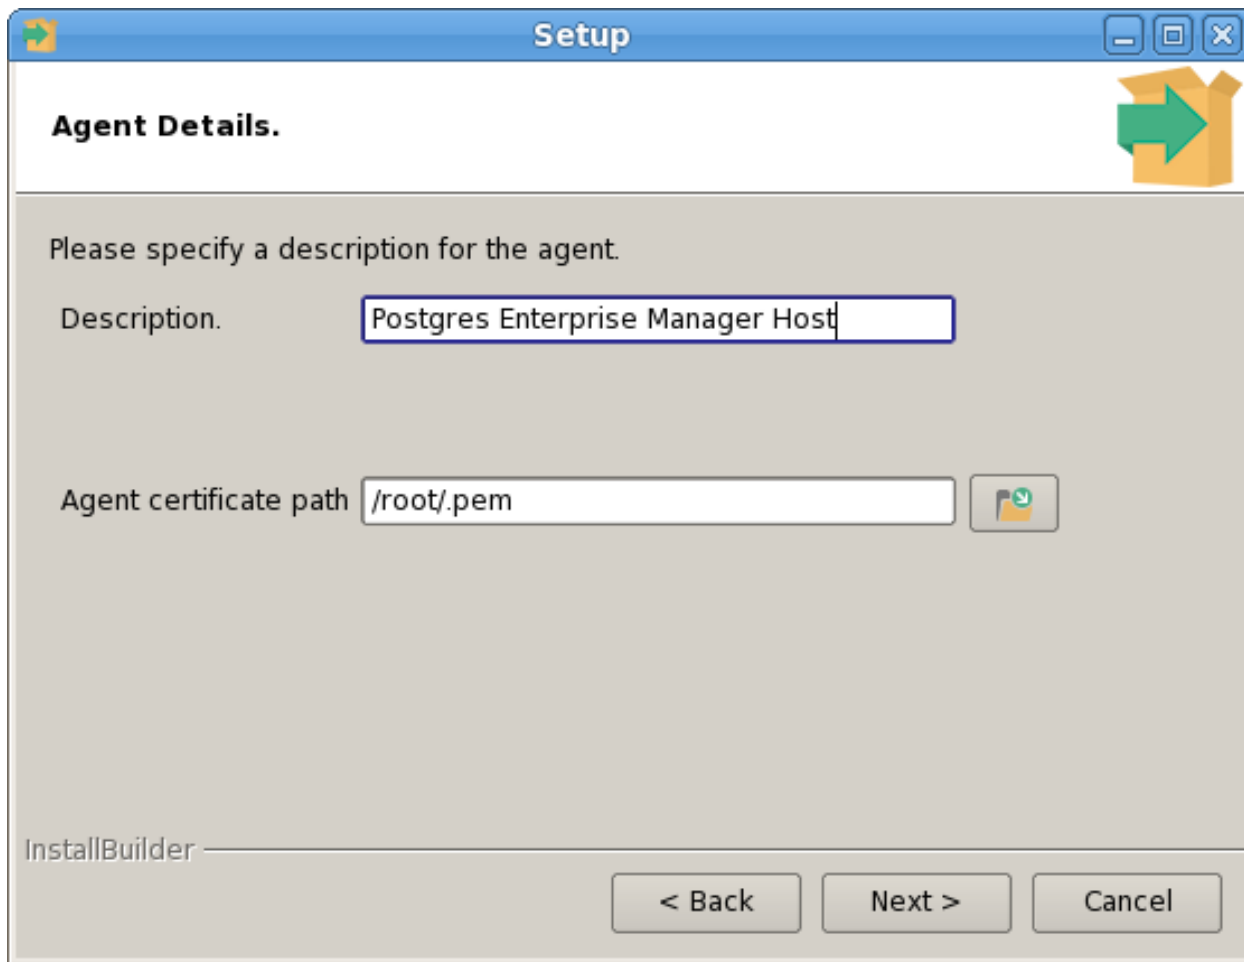 Setup
Agent Details.
Please specify a description for the agent.
Description.
Postgres Enterprise Manager Host
Agent certificate path
/root/.pem
InstallBuilder
< Back
Next >
Cancel